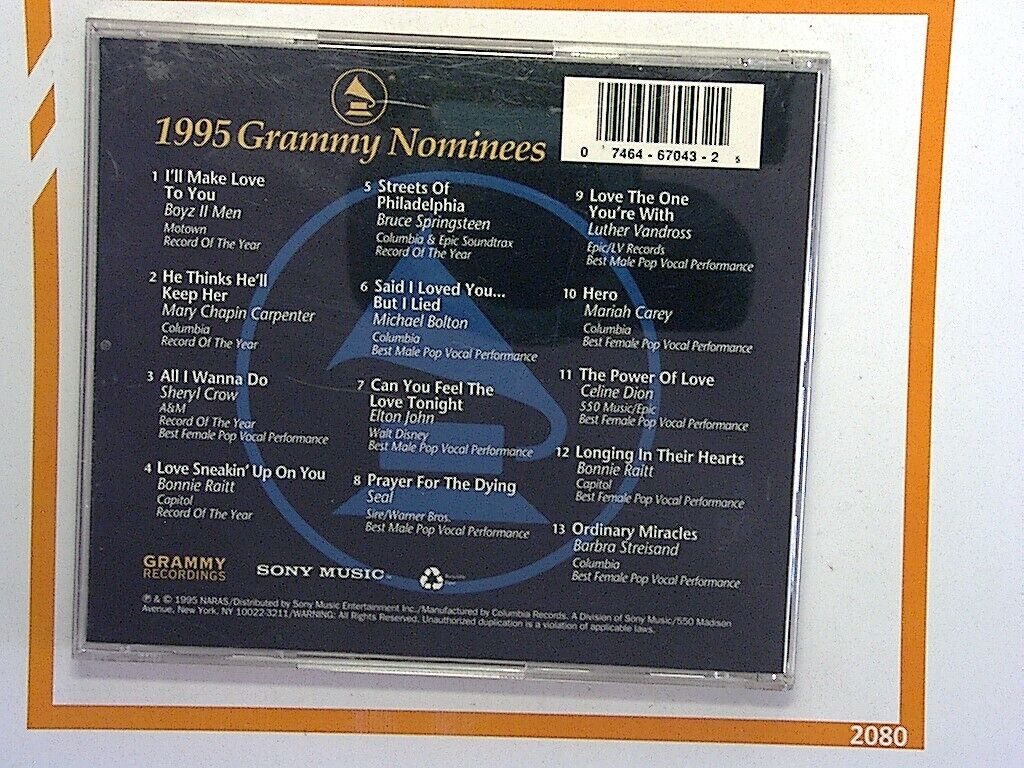 1995 Grammy Nominees
0 7464-67043-2 5
1 I'll Make Love
To You
Boyz II Men
Motown
Record Of The Year
2 He Thinks He'll
Keep Her
Mary Chapin Carpenter
Columbia
Record Of The Year
3 All I Wanna Do
Sheryl Crow
A&M
Record Of The Year
Best Female Pop Vocal Performance
4 Love Sneakin' Up On You
Bonnie Raitt
Capitol
Record Of The Year
5 Streets Of
Philadelphia
Bruce Springsteen
Columbia & Epic Soundtrax
Record Of The Year
6 Said I Loved You...
But I Lied
Michael Bolton
Columbia
Best Male Pop Vocal Performance
7 Can You Feel The
Love Tonight
Elton John
Walt Disney
Best Male Pop Vocal Performance
8 Prayer For The Dying
Seal
Sire/Warner Bros.
Best Male Pop Vocal Performance
9 Love The One
You're With
Luther Vandross
Epic/LV Records
Best Male Pop Vocal Performance
10 Hero
Mariah Carey
Columbia
Best Female Pop Vocal Performance
11 The Power Of Love
Celine Dion
550 Music/Epic
Best Female Pop Vocal Performance
12 Longing In Their Hearts
Bonnie Raitt
Capitol
Best Female Pop Vocal Performance
13 Ordinary Miracles
Barbra Streisand
Columbia
Best Female Pop Vocal Performance
GRAMMY
RECORDINGS
SONY MUSIC
℗ & © 1995 NARAS/Distributed by Sony Music Entertainment Inc./Manufactured by Columbia Records. A Division of Sony Music/550 Madison
Avenue, New York, NY 10022-3211/WARNING: All Rights Reserved. Unauthorized duplication is a violation of applicable laws.
2080